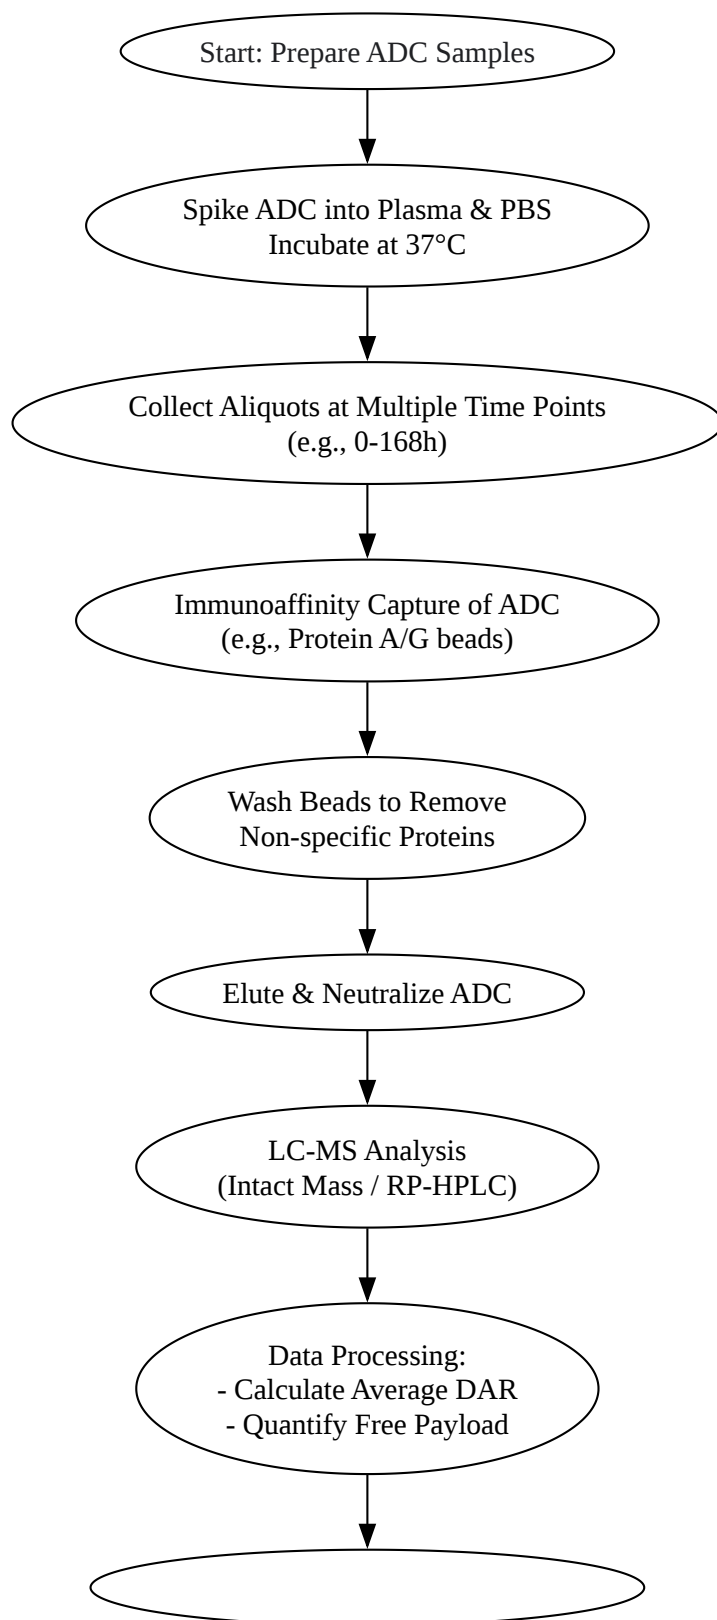 Start: Prepare ADC Samples
Spike ADC into Plasma & PBS
Incubate at 37°C
Collect Aliquots at Multiple Time Points
(e.g., 0-168h)
Immunoaffinity Capture of ADC
(e.g., Protein A/G beads)
Wash Beads to Remove
Non-specific Proteins
Elute & Neutralize ADC
LC-MS Analysis
(Intact Mass / RP-HPLC)
Data Processing:
- Calculate Average DAR
- Quantify Free Payload